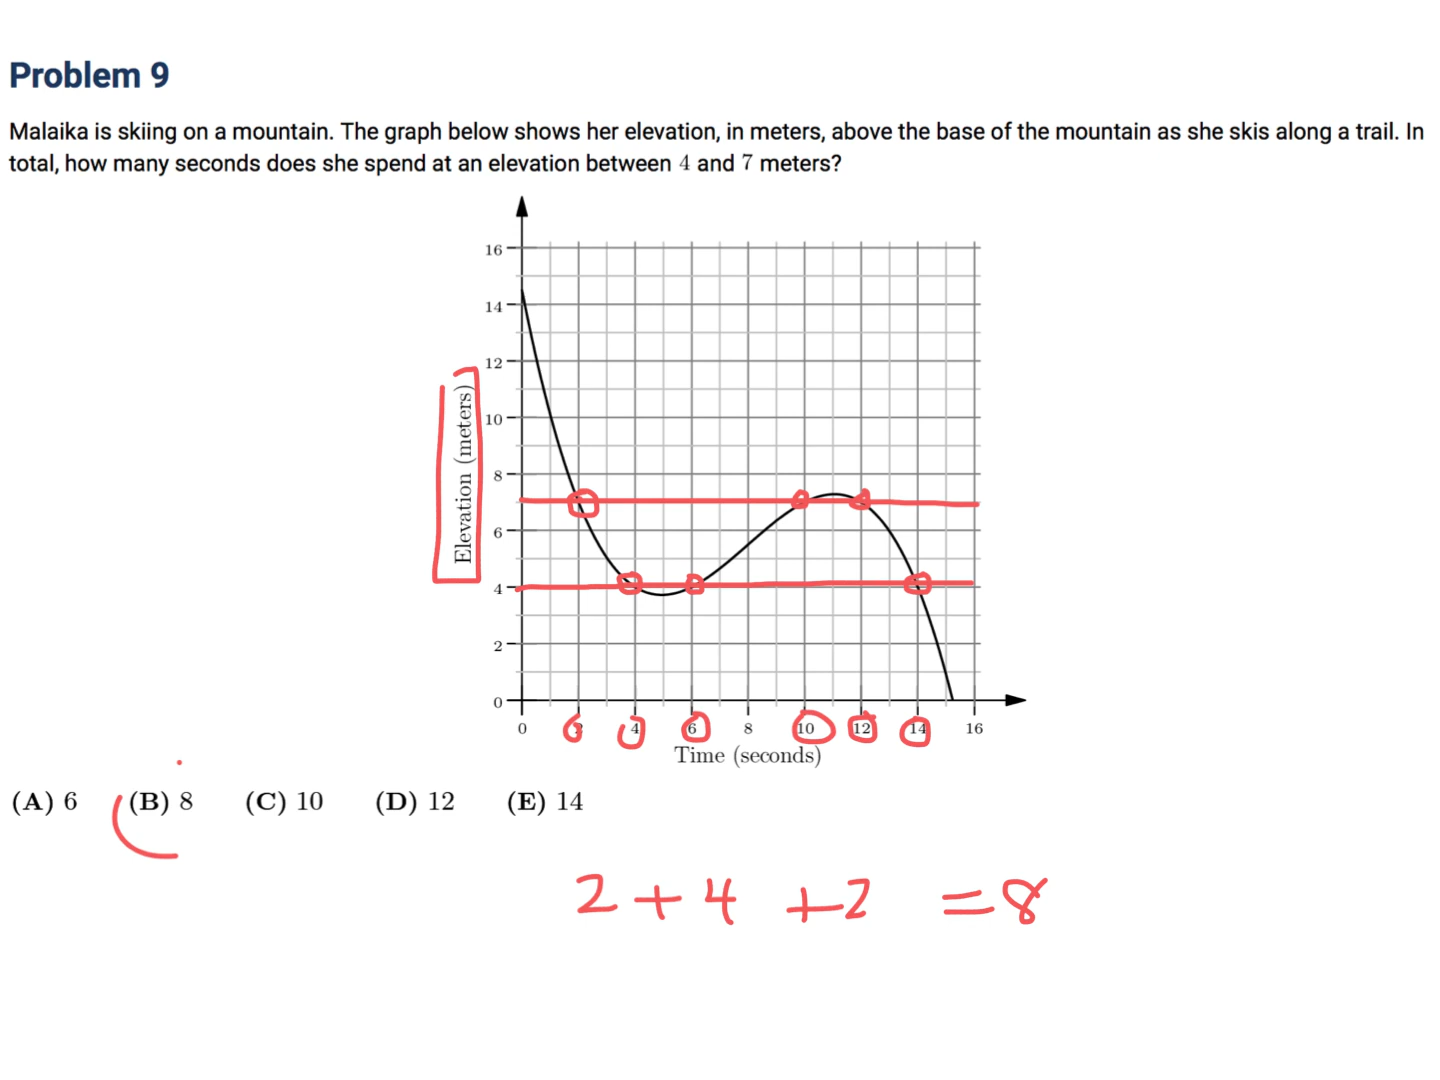 Problem 9
Malaika is skiing on a mountain. The graph below shows her elevation, in meters, above the base of the mountain as she skis along a trail. In
total, how many seconds does she spend at an elevation between 4 and 7 meters?
16
14
12
10
8
6
4
2
0
Elevation (meters)
0 2 4 6 8 10 12 14 16
Time (seconds)
(A) 6 (B) 8 (C) 10 (D) 12 (E) 14
2 + 4 + 2 = 8